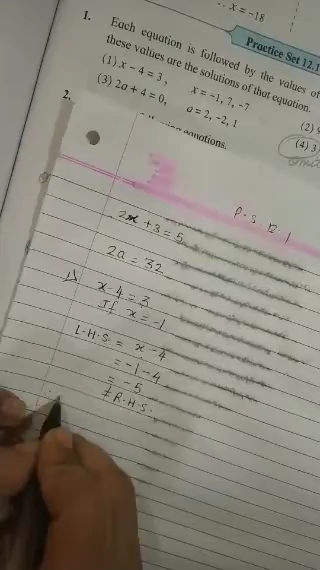 x = -18
Practice Set 12.1
1. Each equation is followed by the values of
these values are the solutions of that equation.
(1) x - 4 = 3, x = -1, 7, -7
(2)
(3) 2a + 4 = 0, a = 2, -2, 1
(4) 3
2.
equations.
P.S. 12.1
2x + 3 = 5
2a = 32
1) x - 4 = 3
If x = -1
L.H.S. = x - 4
= -1 - 4
= -5
≠ R.H.S.